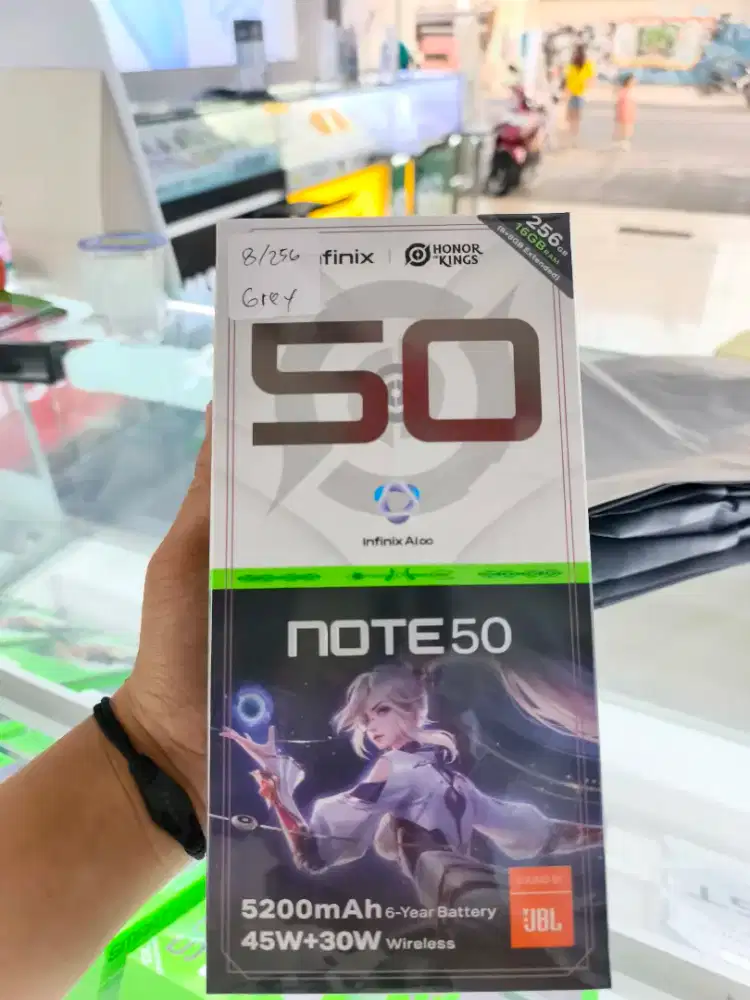 8/256
Grey
finix | HONOR OF KINGS
256GB
16GB RAM
(8+8GB Extended)
50
Infinix AI∞
NOTE 50
5200mAh 6-Year Battery
45W+30W Wireless
SOUND BY
JBL